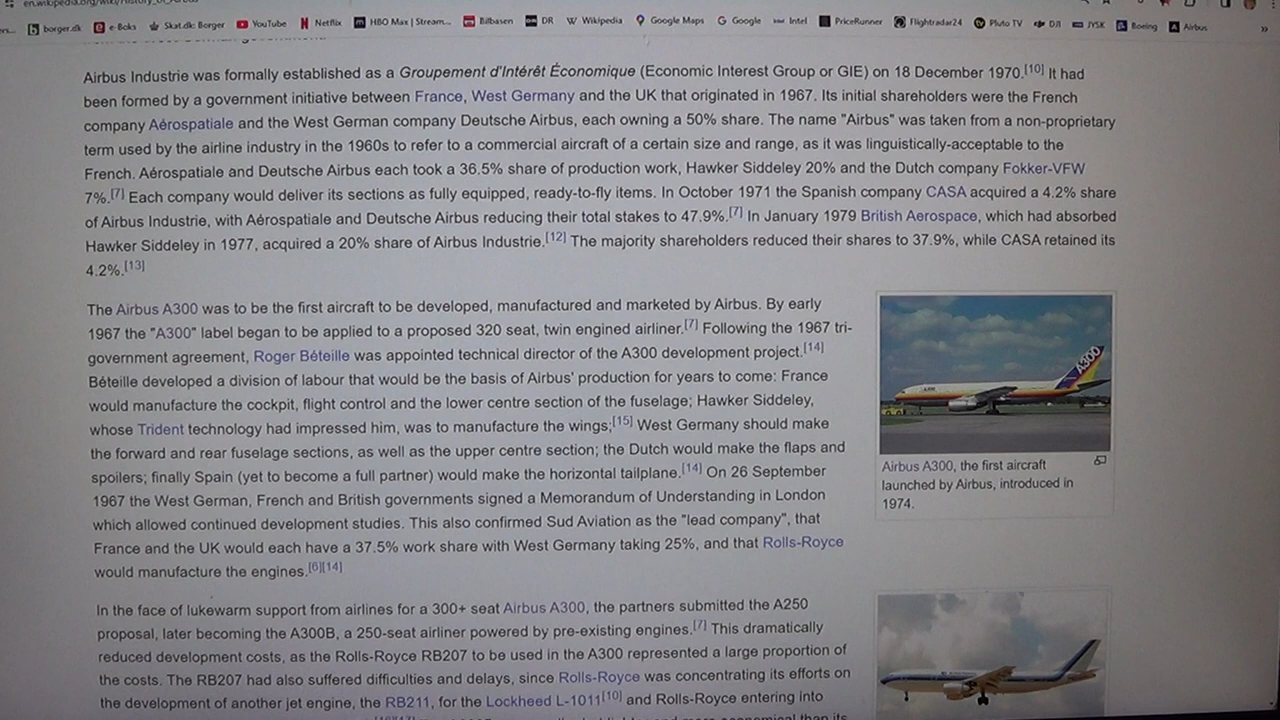 en.wikipedia.org/wiki/History_of_Airbus
borger.dk e-Boks Skat.dk: Borger YouTube Netflix HBO Max | Stream... Bilbasen DR Wikipedia Google Maps Google Intel PriceRunner Flightradar24 Pluto TV DJI JYSK Boeing Airbus »
Airbus Industrie was formally established as a Groupement d'Intérêt Économique (Economic Interest Group or GIE) on 18 December 1970.[10] It had
been formed by a government initiative between France, West Germany and the UK that originated in 1967. Its initial shareholders were the French
company Aérospatiale and the West German company Deutsche Airbus, each owning a 50% share. The name "Airbus" was taken from a non-proprietary
term used by the airline industry in the 1960s to refer to a commercial aircraft of a certain size and range, as it was linguistically-acceptable to the
French. Aérospatiale and Deutsche Airbus each took a 36.5% share of production work, Hawker Siddeley 20% and the Dutch company Fokker-VFW
7%.[7] Each company would deliver its sections as fully equipped, ready-to-fly items. In October 1971 the Spanish company CASA acquired a 4.2% share
of Airbus Industrie, with Aérospatiale and Deutsche Airbus reducing their total stakes to 47.9%.[7] In January 1979 British Aerospace, which had absorbed
Hawker Siddeley in 1977, acquired a 20% share of Airbus Industrie.[12] The majority shareholders reduced their shares to 37.9%, while CASA retained its
4.2%.[13]
The Airbus A300 was to be the first aircraft to be developed, manufactured and marketed by Airbus. By early
1967 the "A300" label began to be applied to a proposed 320 seat, twin engined airliner.[7] Following the 1967 tri-
government agreement, Roger Béteille was appointed technical director of the A300 development project.[14]
Béteille developed a division of labour that would be the basis of Airbus' production for years to come: France
would manufacture the cockpit, flight control and the lower centre section of the fuselage; Hawker Siddeley,
whose Trident technology had impressed him, was to manufacture the wings;[15] West Germany should make
the forward and rear fuselage sections, as well as the upper centre section; the Dutch would make the flaps and
spoilers; finally Spain (yet to become a full partner) would make the horizontal tailplane.[14] On 26 September
1967 the West German, French and British governments signed a Memorandum of Understanding in London
which allowed continued development studies. This also confirmed Sud Aviation as the "lead company", that
France and the UK would each have a 37.5% work share with West Germany taking 25%, and that Rolls-Royce
would manufacture the engines.[6][14]
A300
Airbus A300, the first aircraft
launched by Airbus, introduced in
1974.
In the face of lukewarm support from airlines for a 300+ seat Airbus A300, the partners submitted the A250
proposal, later becoming the A300B, a 250-seat airliner powered by pre-existing engines.[7] This dramatically
reduced development costs, as the Rolls-Royce RB207 to be used in the A300 represented a large proportion of
the costs. The RB207 had also suffered difficulties and delays, since Rolls-Royce was concentrating its efforts on
the development of another jet engine, the RB211, for the Lockheed L-1011[10] and Rolls-Royce entering into